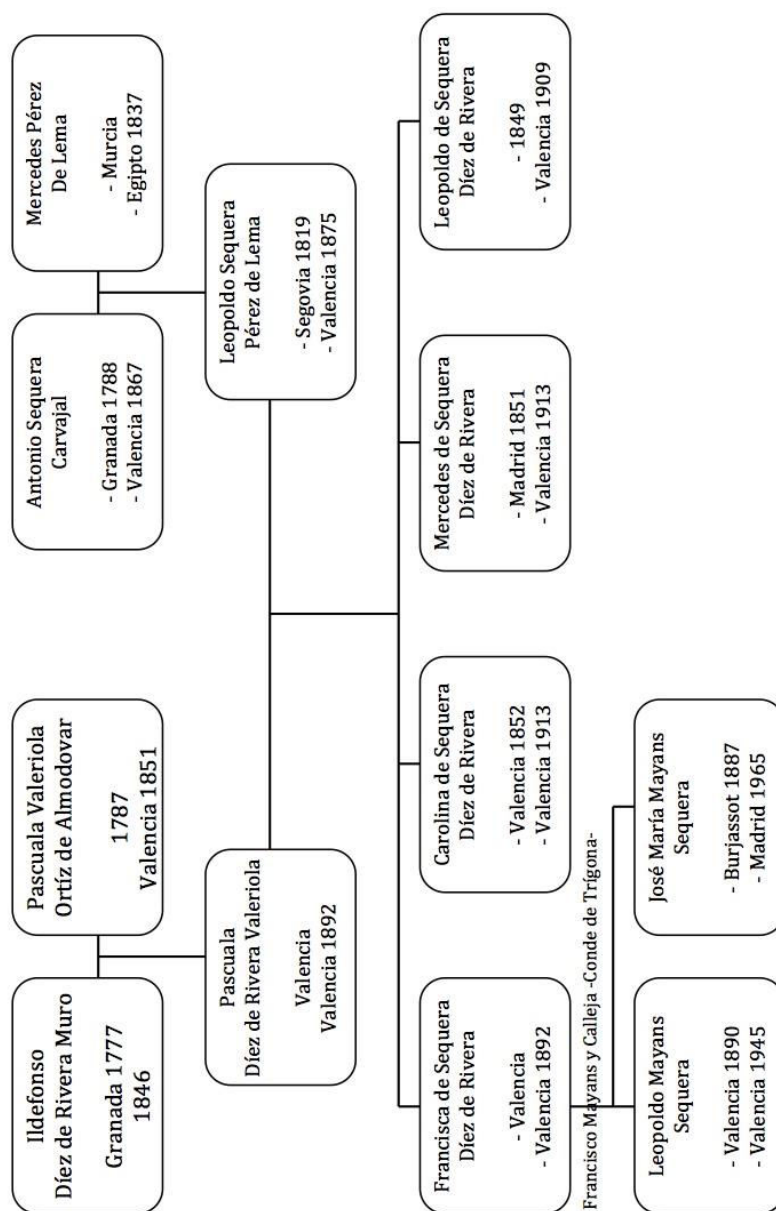 Ildefonso
Díez de Rivera Muro
Granada 1777
1846
Pascuala Valeriola
Ortíz de Almodovar
1787
Valencia 1851
Antonio Sequera
Carvajal
- Granada 1788
- Valencia 1867
Mercedes Pérez
De Lema
- Murcia
- Egipto 1837
Pascuala
Díez de Rivera Valeriola
Valencia
Valencia 1892
Leopoldo Sequera
Pérez de Lema
- Segovia 1819
- Valencia 1875
Francisca de Sequera
Díez de Rivera
- Valencia
- Valencia 1892
Carolina de Sequera
Díez de Rivera
- Valencia 1852
- Valencia 1913
Mercedes de Sequera
Díez de Rivera
- Madrid 1851
- Valencia 1913
Leopoldo de Sequera
Díez de Rivera
- 1849
- Valencia 1909
Francisco Mayans y Calleja -Conde de Trígona-
Leopoldo Mayans
Sequera
- Valencia 1890
- Valencia 1945
José María Mayans
Sequera
- Burjassot 1887
- Madrid 1965